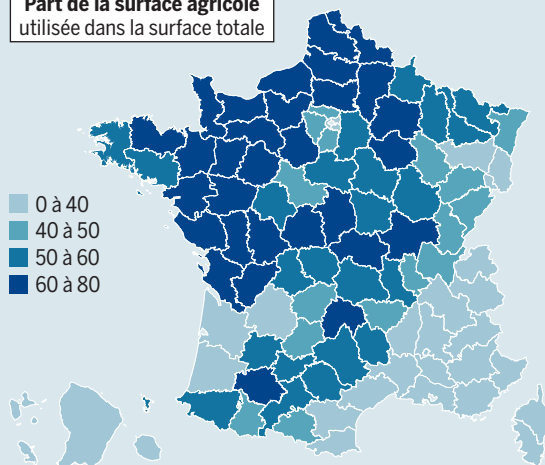 Part de la surface agricole
utilisée dans la surface totale
0 à 40
40 à 50
50 à 60
60 à 80